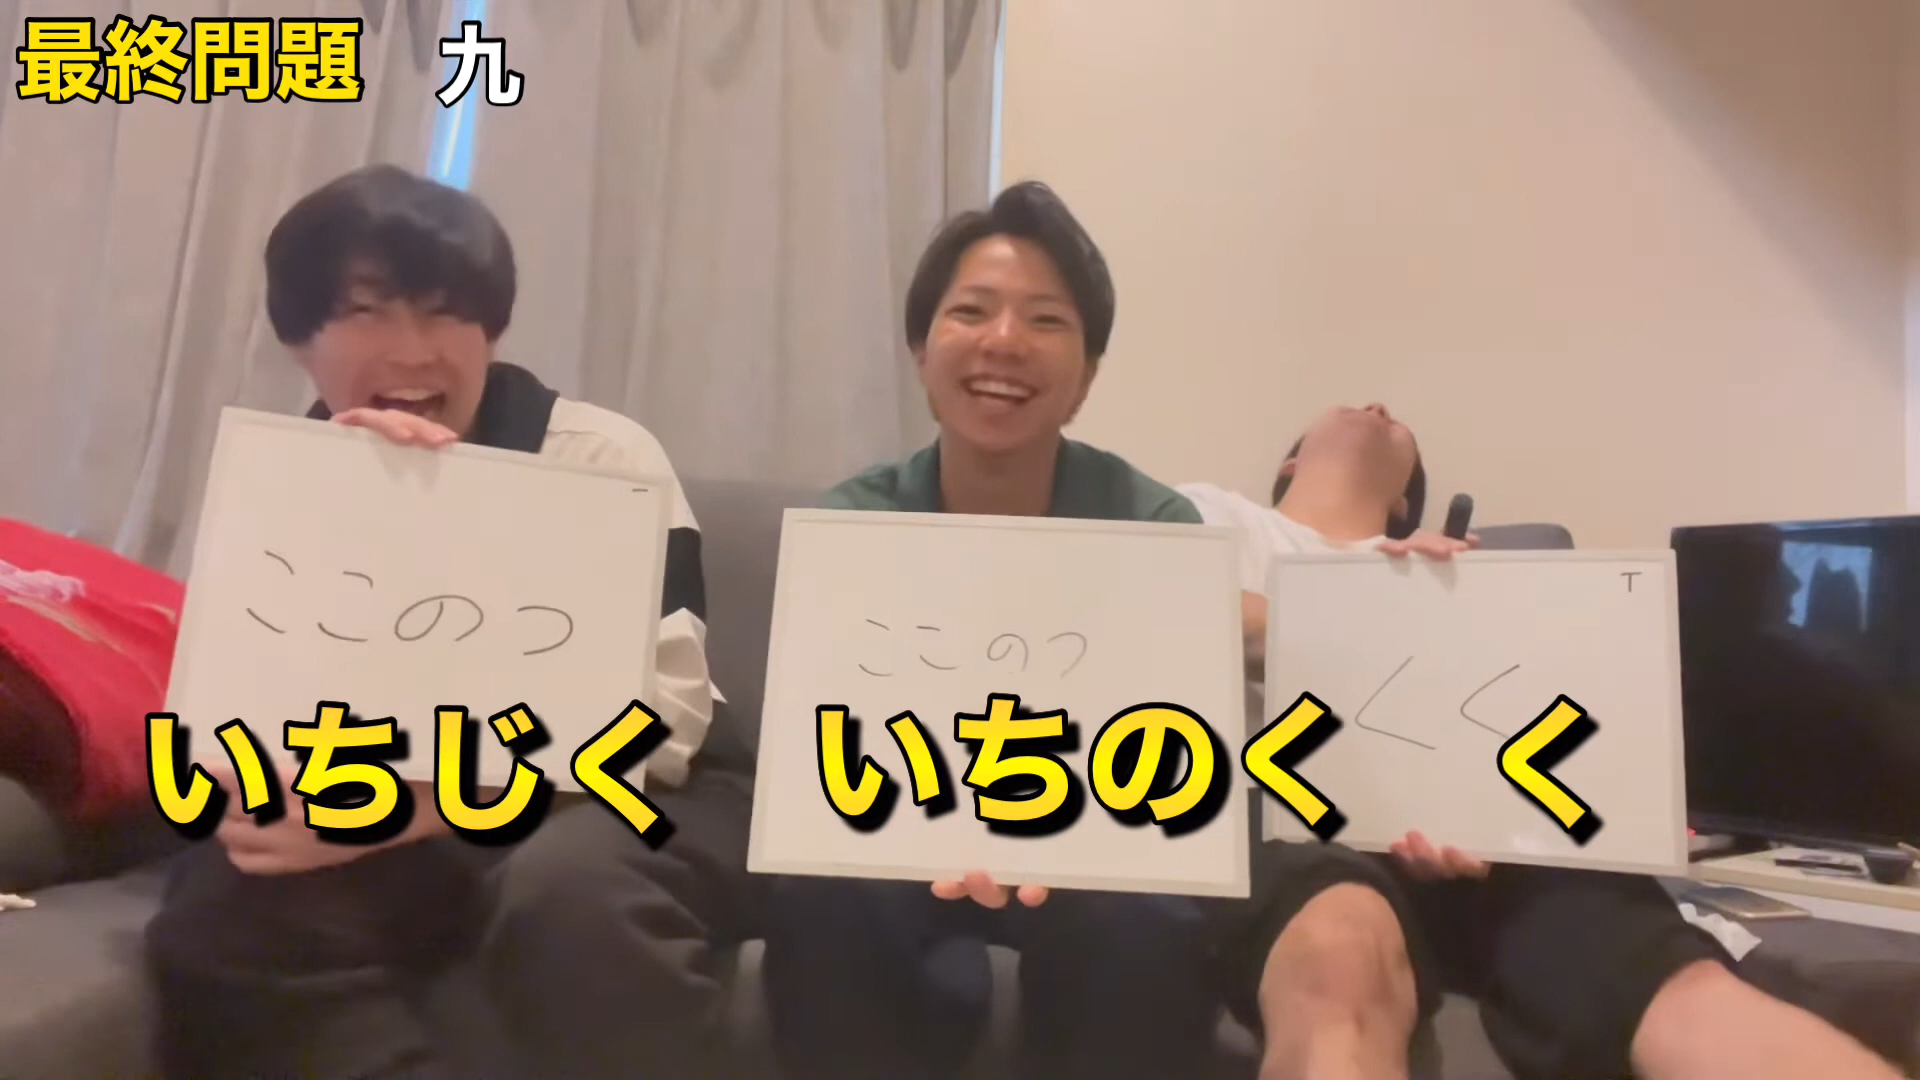 最終問題 九
ここのつ
ここのつ
T
くく
いちじく いちのく く